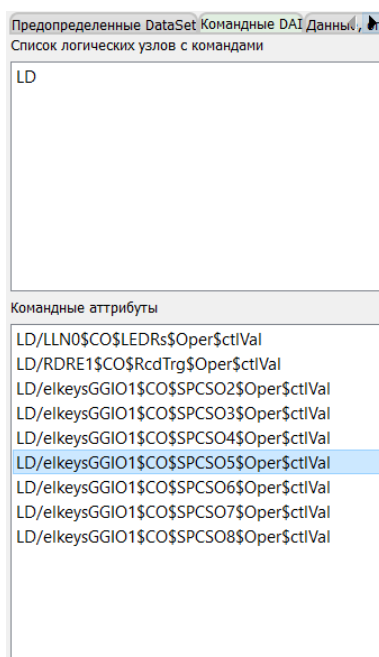 Предопределенные DataSet Командные DAI Данные,
Список логических узлов с командами
LD
Командные аттрибуты
LD/LLN0$CO$LEDRs$Oper$ctlVal
LD/RDRE1$CO$RcdTrg$Oper$ctlVal
LD/elkeysGGIO1$CO$SPCSO2$Oper$ctlVal
LD/elkeysGGIO1$CO$SPCSO3$Oper$ctlVal
LD/elkeysGGIO1$CO$SPCSO4$Oper$ctlVal
LD/elkeysGGIO1$CO$SPCSO5$Oper$ctlVal
LD/elkeysGGIO1$CO$SPCSO6$Oper$ctlVal
LD/elkeysGGIO1$CO$SPCSO7$Oper$ctlVal
LD/elkeysGGIO1$CO$SPCSO8$Oper$ctlVal